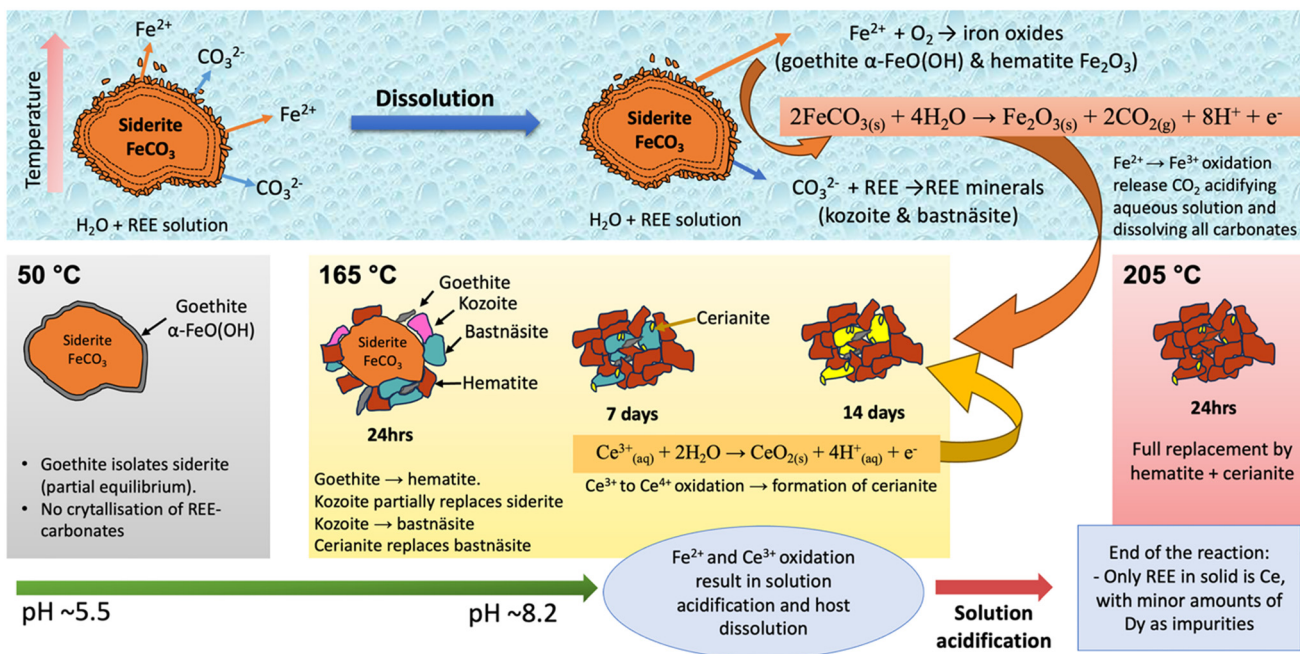 Temperature
Fe²⁺
CO₃²⁻
Fe²⁺
CO₃²⁻
Siderite
FeCO₃
H₂O + REE solution
Dissolution
Siderite
FeCO₃
H₂O + REE solution
Fe²⁺ + O₂ → iron oxides
(goethite α-FeO(OH) & hematite Fe₂O₃)
2FeCO₃₍ₛ₎ + 4H₂O → Fe₂O₃₍ₛ₎ + 2CO₂(g) + 8H⁺ + e⁻
CO₃²⁻ + REE →REE minerals
(kozoite & bastnäsite)
Fe²⁺ → Fe³⁺ oxidation
release CO₂ acidifying
aqueous solution and
dissolving all carbonates
50 °C
Goethite
α-FeO(OH)
Siderite
FeCO₃
• Goethite isolates siderite
(partial equilibrium).
• No crytallisation of REE-
carbonates
165 °C
Goethite
Kozoite
Bastnäsite
Hematite
Siderite
FeCO₃
24hrs
Cerianite
7 days
14 days
Ce³⁺(aq) + 2H₂O → CeO₂(s) + 4H⁺(aq) + e⁻
Ce³⁺ to Ce⁴⁺ oxidation → formation of cerianite
Goethite → hematite.
Kozoite partially replaces siderite
Kozoite → bastnäsite
Cerianite replaces bastnäsite
205 °C
24hrs
Full replacement by
hematite + cerianite
pH ~5.5
pH ~8.2
Fe²⁺ and Ce³⁺ oxidation
result in solution
acidification and host
dissolution
Solution
acidification
End of the reaction:
- Only REE in solid is Ce,
with minor amounts of
Dy as impurities